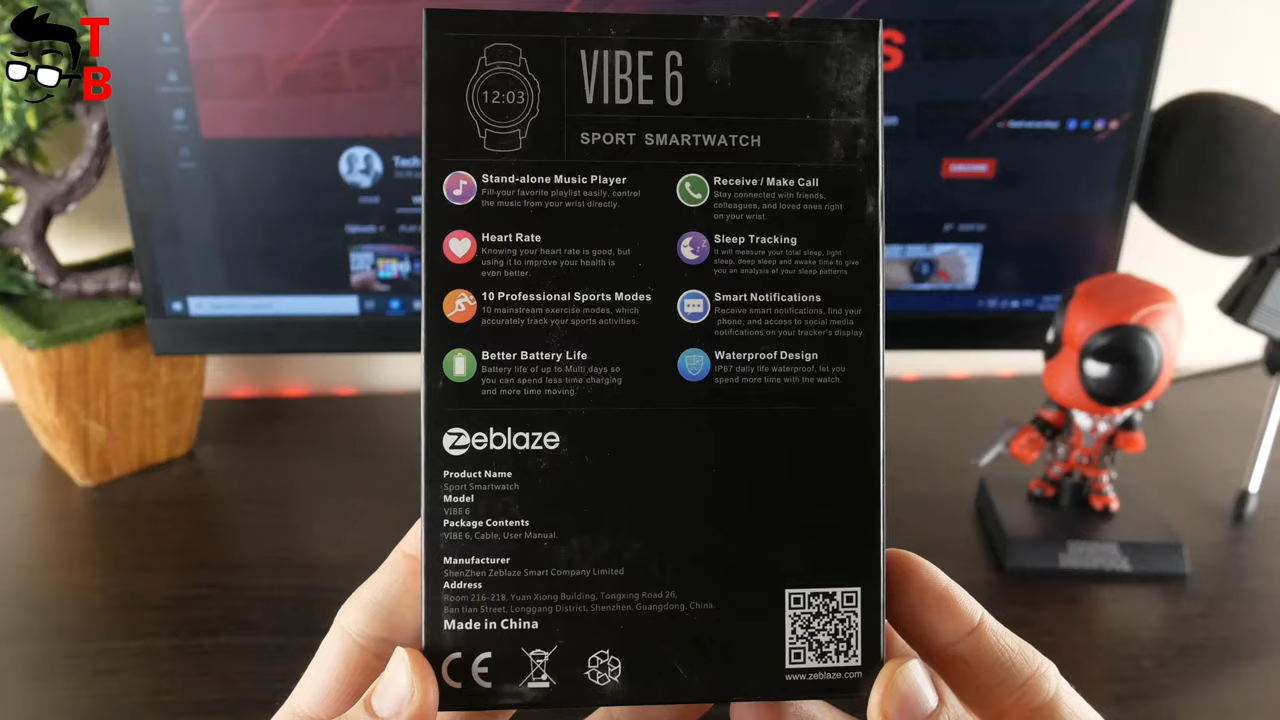 T
B
12:03
VIBE 6
SPORT SMARTWATCH
Stand-alone Music Player
Fill your favorite playlist easily, control
the music from your wrist directly.
Receive / Make Call
Stay connected with friends,
colleagues, and loved ones right
on your wrist.
Heart Rate
Knowing your heart rate is good, but
using it to improve your health is
even better.
Sleep Tracking
It will measure your total sleep, light
sleep, deep sleep and awake time to give
you an analysis of your sleep patterns
10 Professional Sports Modes
10 mainstream exercise modes, which
accurately track your sports activities.
Smart Notifications
Receive smart notifications, find your
phone, and access to social media
notifications on your tracker's display
Better Battery Life
Battery life of up to Multi days so
you can spend less time charging
and more time moving.
Waterproof Design
IP67 daily life waterproof, let you
spend more time with the watch.
Zeblaze
Product Name
Sport Smartwatch
Model
VIBE 6
Package Contents
VIBE 6, Cable, User Manual.
Manufacturer
ShenZhen Zeblaze Smart Company Limited
Address
Room 216-218, Yuan Xiong Building, Tongxing Road 26,
Ban tian Street, Longgang District, Shenzhen, Guangdong, China.
Made in China
CE
www.zeblaze.com
Tech